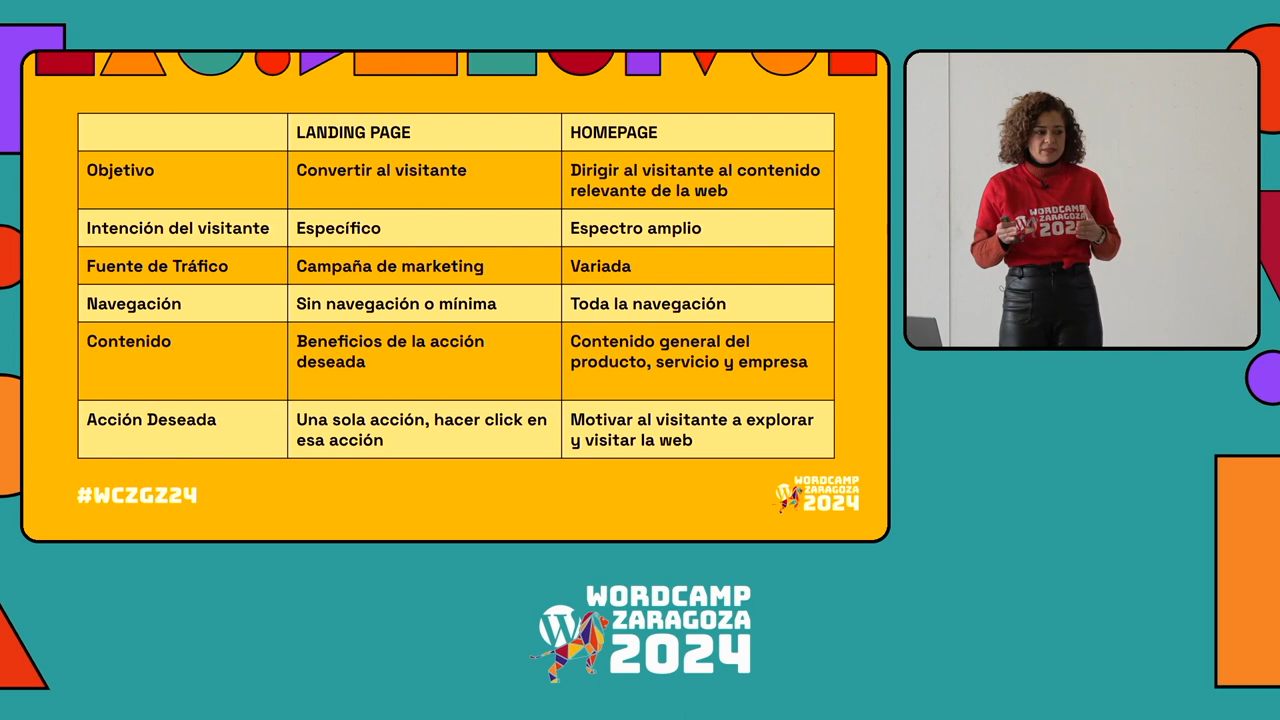 LANDING PAGE
HOMEPAGE
Objetivo
Convertir al visitante
Dirigir al visitante al contenido
relevante de la web
Intención del visitante
Específico
Espectro amplio
Fuente de Tráfico
Campaña de marketing
Variada
Navegación
Sin navegación o mínima
Toda la navegación
Contenido
Beneficios de la acción
deseada
Contenido general del
producto, servicio y empresa
Acción Deseada
Una sola acción, hacer click en
esa acción
Motivar al visitante a explorar
y visitar la web
#WCZGZ24
WORDCAMP
ZARAGOZA
2024
WORDCAMP
ZARAGOZA
202
WORDCAMP
ZARAGOZA
2024